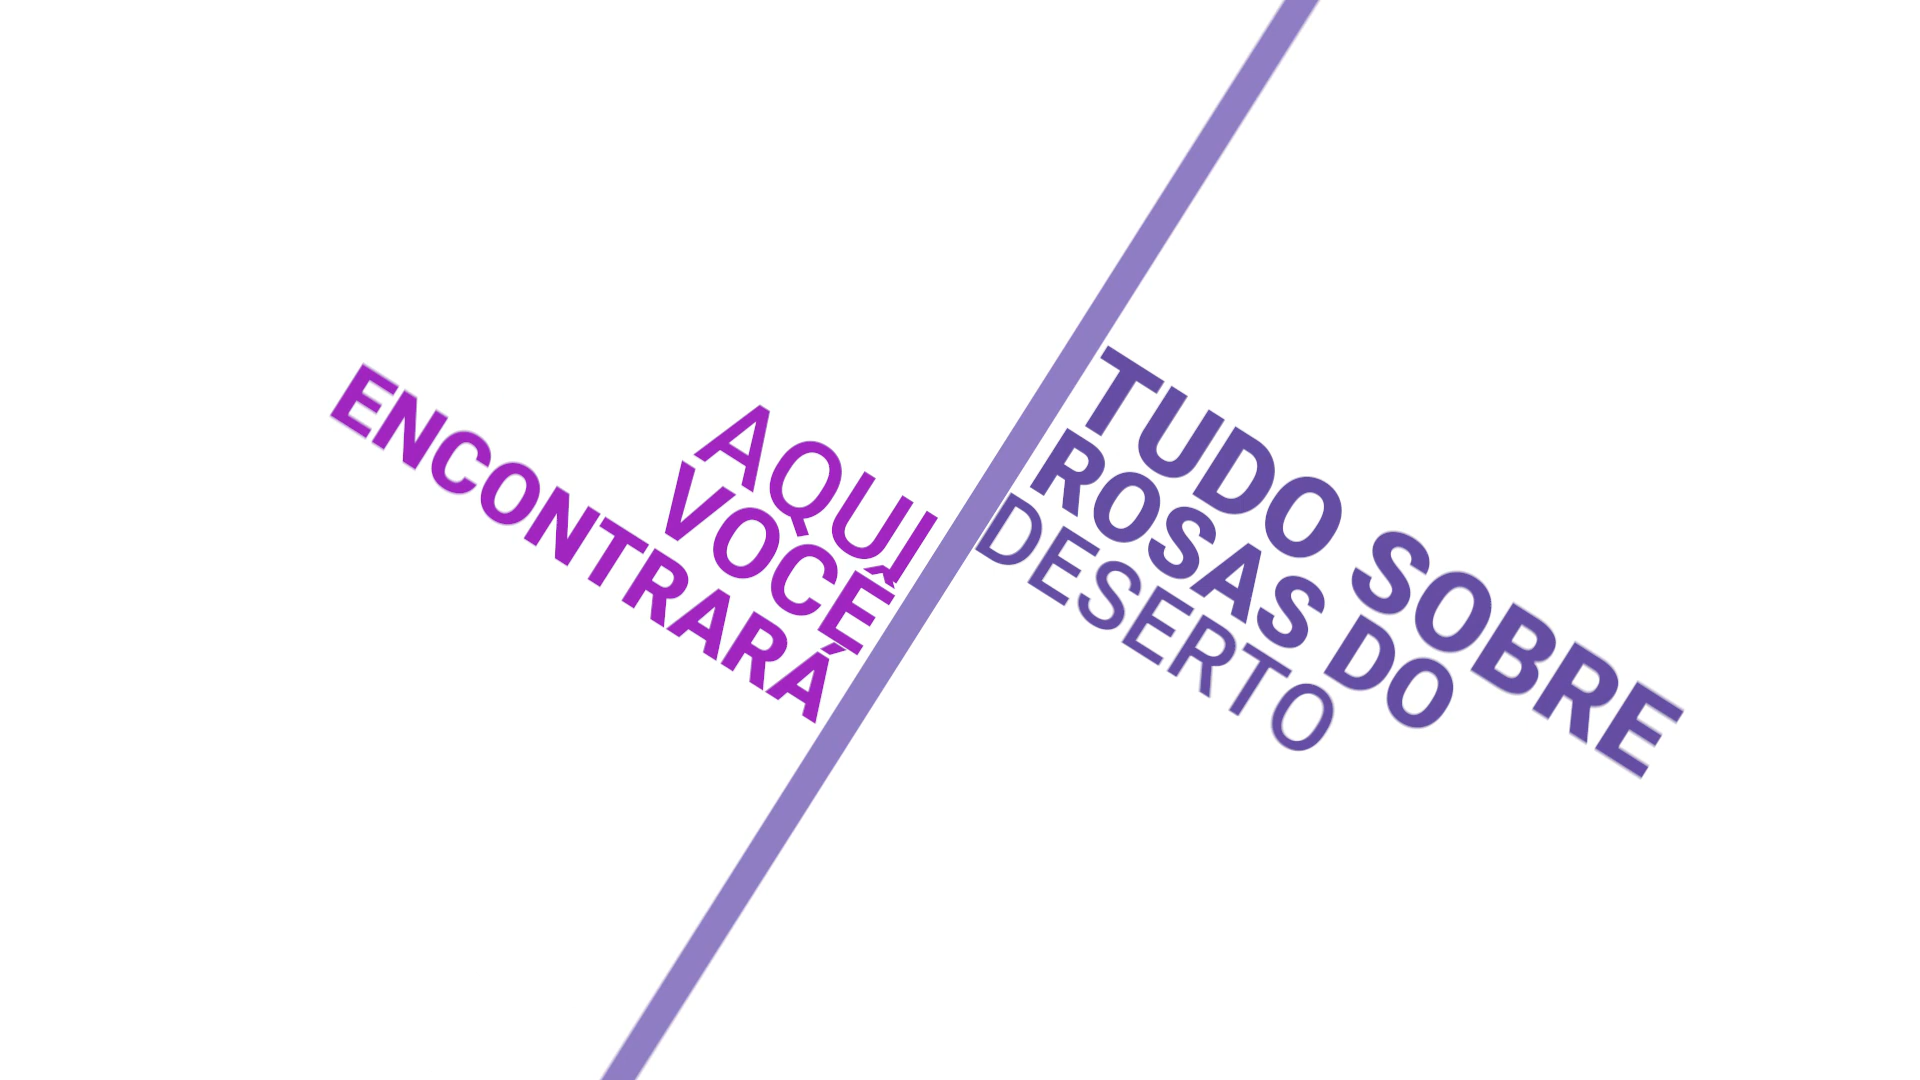 AQUI
VOCÊ
ENCONTRARÁ
TUDO SOBRE
ROSAS DO
DESERTO